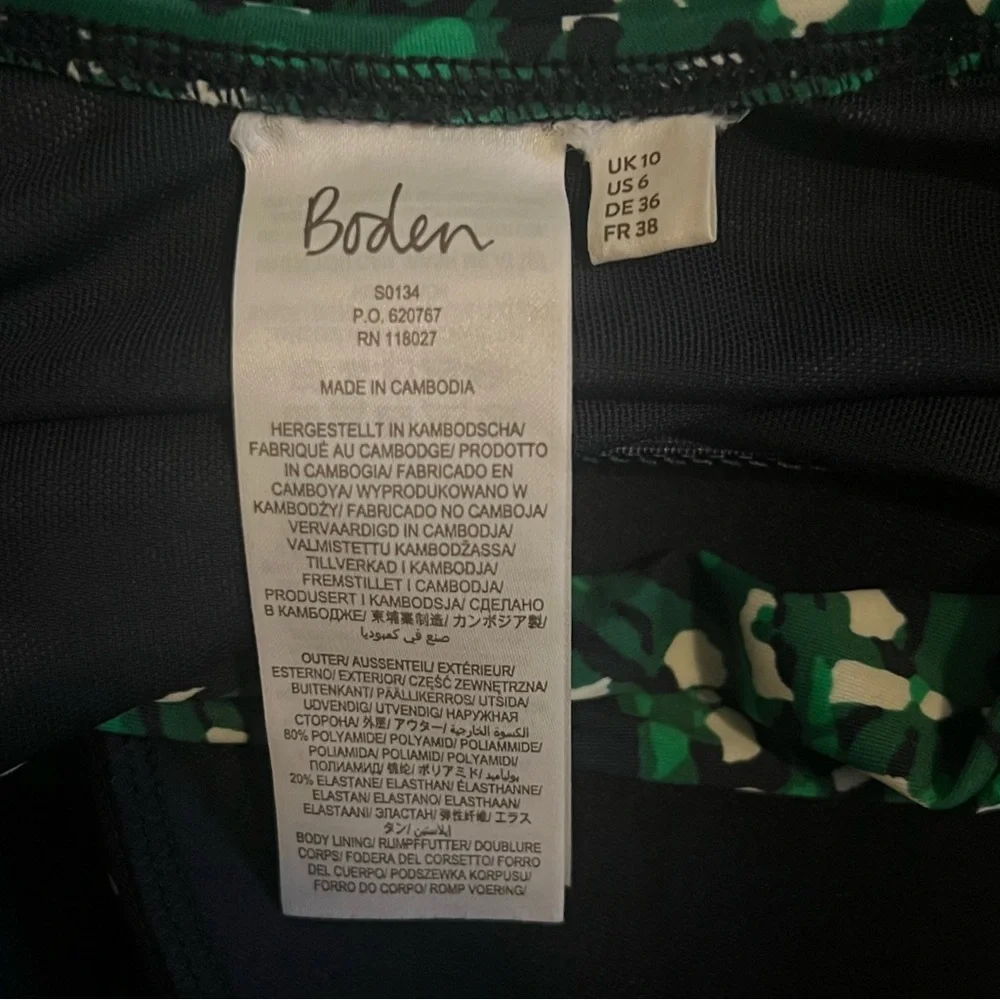 Boden
S0134
P.O. 620767
RN 118027
MADE IN CAMBODIA
HERGESTELLT IN KAMBODSCHA/
FABRIQUÉ AU CAMBODGE/ PRODOTTO
IN CAMBOGIA/ FABRICADO EN
CAMBOYA/ WYPRODUKOWANO W
KAMBODŻY/ FABRICADO NO CAMBOJA/
VERVAARDIGD IN CAMBODJA/
VALMISTETTU KAMBODŽASSA/
TILLVERKAD I KAMBODJA/
FREMSTILLET I CAMBODJA/
PRODUSERT I KAMBODSJA/ СДЕЛАНО
В КАМБОДЖЕ/ 柬埔寨制造/ カンボジア製/
صنع في كمبوديا
OUTER/ AUSSENTEIL/ EXTÉRIEUR/
ESTERNO/ EXTERIOR/ CZĘŚĆ ZEWNĘTRZNA/
BUITENKANT/ PÄÄLLIKERROS/ UTSIDA/
UDVENDIG/ UTVENDIG/ НАРУЖНАЯ
СТОРОНА/ 外层/ アウター/ الكسوة الخارجية
80% POLYAMIDE/ POLYAMID/ POLIAMMIDE/
POLIAMIDA/ POLIAMID/ POLYAMIDI/
ПОЛИАМИД/ 锦纶/ ポリアミド/ بولياميد
20% ELASTANE/ ELASTHAN/ ÉLASTHANNE/
ELASTAN/ ELASTANO/ ELASTHAAN/
ELASTAANI/ ЭЛАСТАН/ 弹性纤维/ エラス
タン/ إيلاستين
BODY LINING/ RUMPFFUTTER/ DOUBLURE
CORPS/ FODERA DEL CORSETTO/ FORRO
DEL CUERPO/ PODSZEWKA KORPUSU/
FORRO DO CORPO/ ROMP VOERING/
UK 10
US 6
DE 36
FR 38